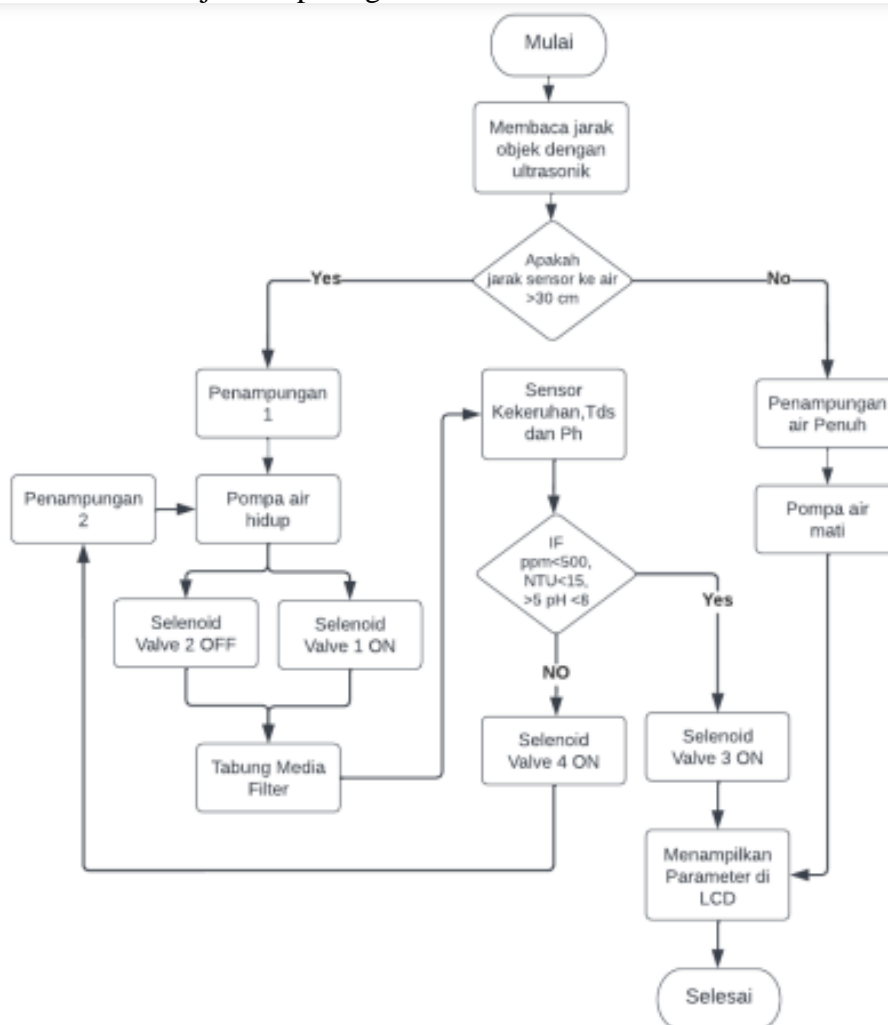 Mulai
Membaca jarak
objek dengan
ultrasonik
Apakah
jarak sensor ke air
>30 cm
Yes
No
Penampungan
1
Sensor
Kekeruhan,Tds
dan Ph
Penampungan
air Penuh
Penampungan
2
Pompa air
hidup
Pompa air
mati
IF
ppm<500,
NTU<15,
>5 pH <8
Yes
NO
Selenoid
Valve 2 OFF
Selenoid
Valve 1 ON
Tabung Media
Filter
Selenoid
Valve 4 ON
Selenoid
Valve 3 ON
Menampilkan
Parameter di
LCD
Selesai